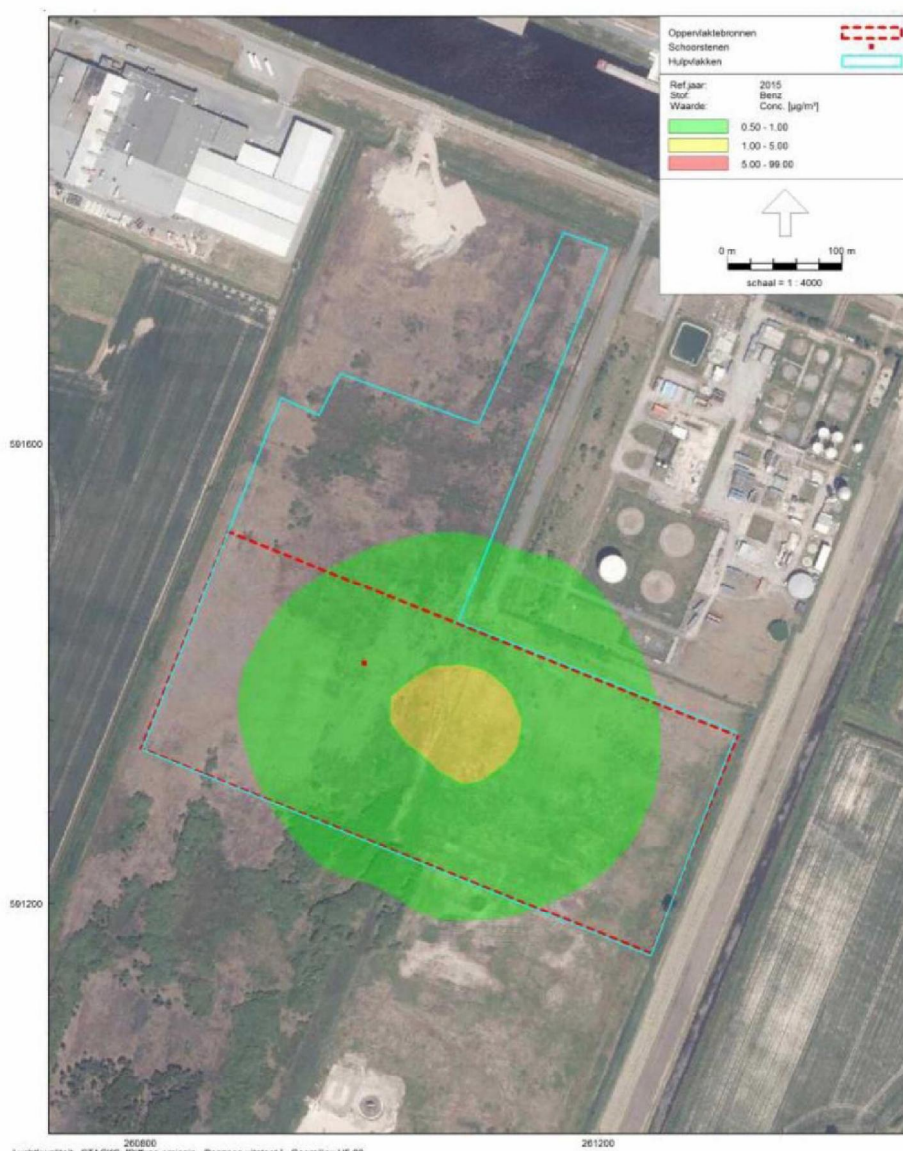 Oppervlaktebronnen
Schoorstenen
Hulpvlakken
Ref.jaar: 2015
Stof: Benz
Waarde: Conc. [µg/m³]
0.50 - 1.00
1.00 - 5.00
5.00 - 99.00
0 m 100 m
schaal = 1 : 4000
591600
591200
260800
261200